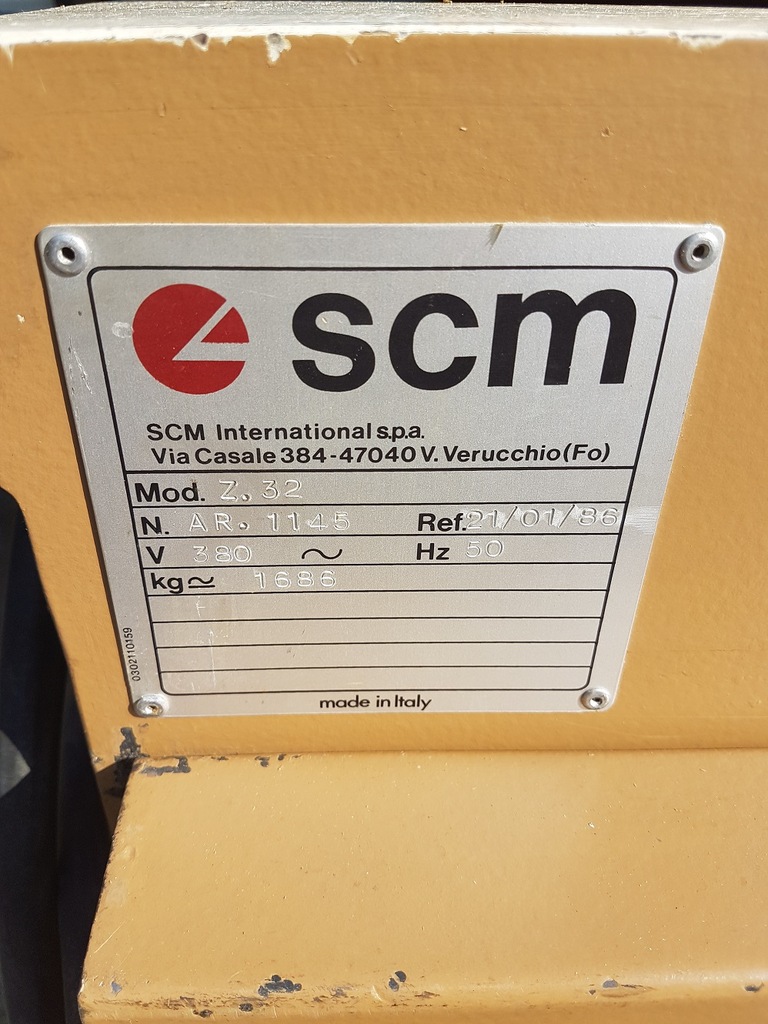 scm
SCM International s.p.a.
Via Casale 384-47040 V. Verucchio (Fo)
Mod. Z.32
N. AR. 1145 Ref. 21/01/86
V 380 ~ Hz 50
kg≃ 1686
F
0302110159
made in Italy